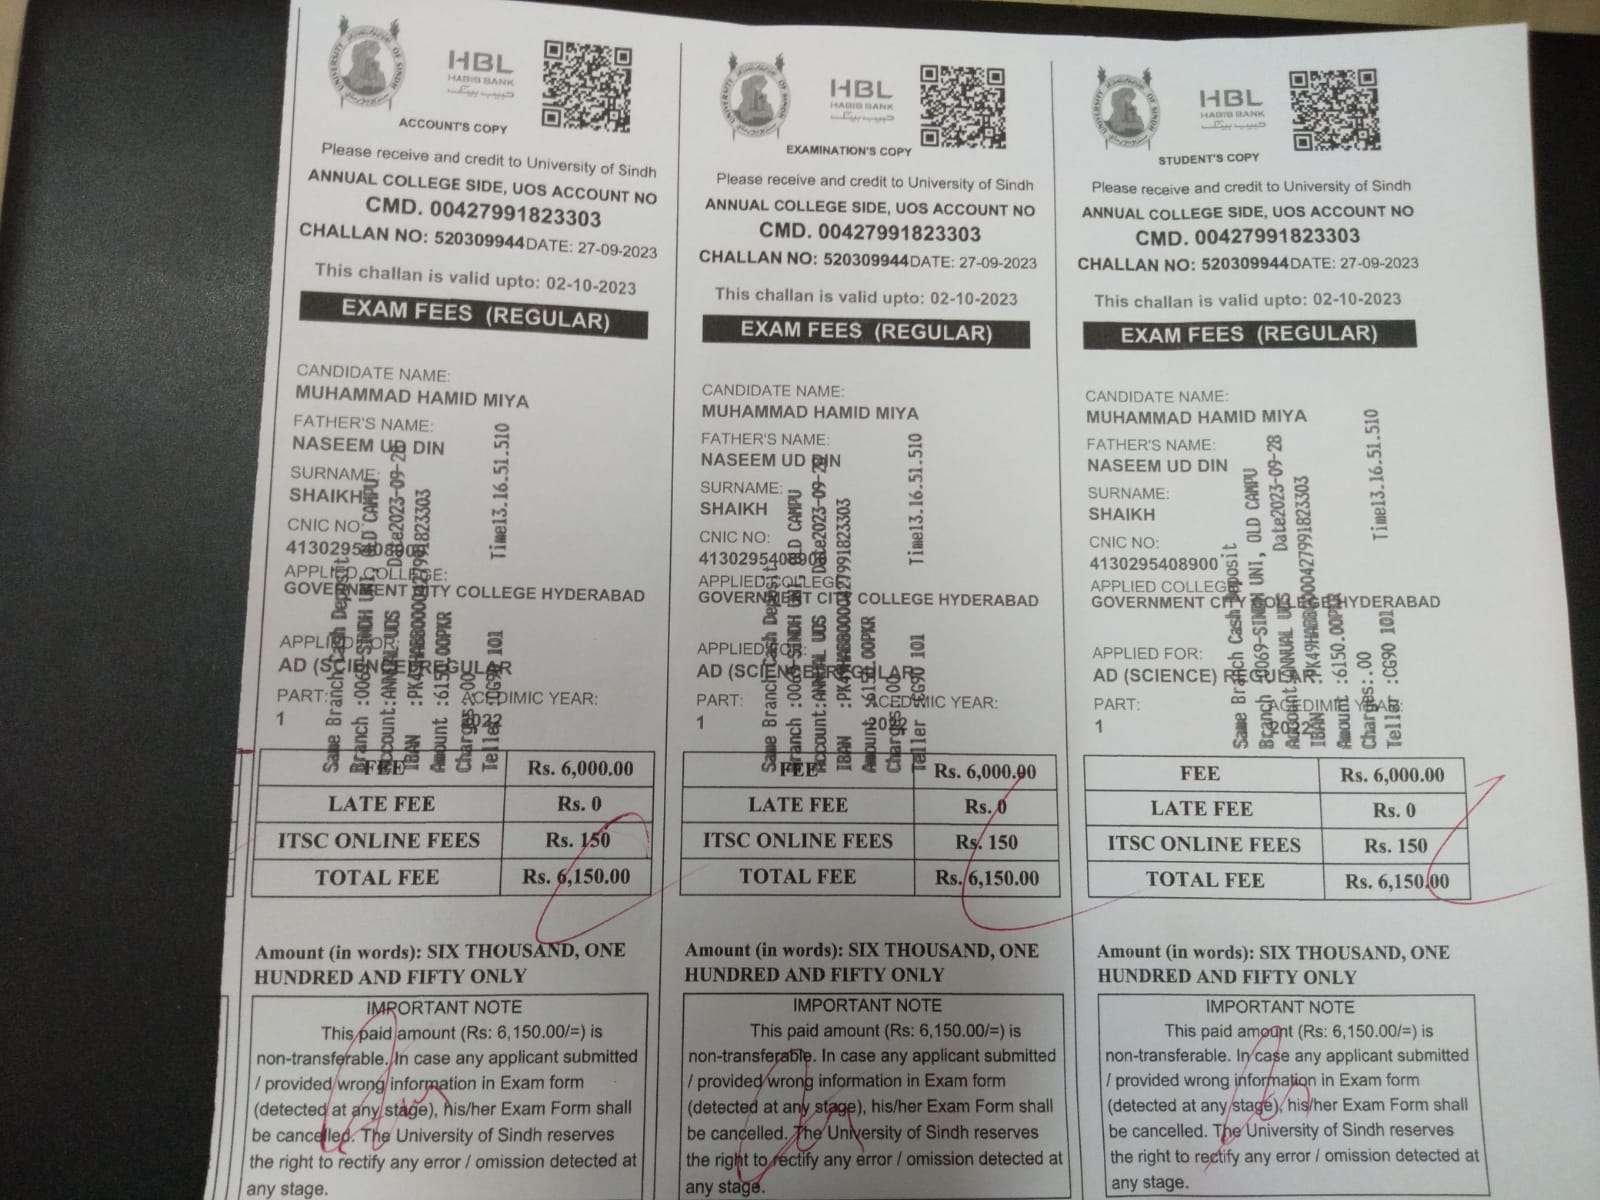 UNIVERSITY OF SINDH
HBL
HABIB BANK
حبیب بینک
ACCOUNT'S COPY
Please receive and credit to University of Sindh
ANNUAL COLLEGE SIDE, UOS ACCOUNT NO
CMD. 00427991823303
CHALLAN NO: 520309944DATE: 27-09-2023
This challan is valid upto: 02-10-2023
EXAM FEES (REGULAR)
CANDIDATE NAME:
MUHAMMAD HAMID MIYA
FATHER'S NAME:
NASEEM UD DIN
SURNAME:
SHAIKH
CNIC NO:
4130295408900
APPLIED COLLEGE:
GOVERNMENT CITY COLLEGE HYDERABAD
APPLIED FOR:
AD (SCIENCE) REGULAR
PART: ACEDIMIC YEAR:
1 2022
Same Branch Cash Deposit
Branch :0069-SINDH UNI, OLD CAMPU
Account:ANNUAL UOS Date2023-09-28
IBAN :PK49HABB0000427991823303
Amount :6150.00PKR
Charges:.00
Teller :CG90 101 Time13.16.51.510
FEE Rs. 6,000.00
LATE FEE Rs. 0
ITSC ONLINE FEES Rs. 150
TOTAL FEE Rs. 6,150.00
Amount (in words): SIX THOUSAND, ONE
HUNDRED AND FIFTY ONLY
IMPORTANT NOTE
This paid amount (Rs: 6,150.00/=) is
non-transferable. In case any applicant submitted
/ provided wrong information in Exam form
(detected at any stage), his/her Exam Form shall
be cancelled. The University of Sindh reserves
the right to rectify any error / omission detected at
any stage.
UNIVERSITY OF SINDH
HBL
HABIB BANK
حبیب بینک
EXAMINATION'S COPY
Please receive and credit to University of Sindh
ANNUAL COLLEGE SIDE, UOS ACCOUNT NO
CMD. 00427991823303
CHALLAN NO: 520309944DATE: 27-09-2023
This challan is valid upto: 02-10-2023
EXAM FEES (REGULAR)
CANDIDATE NAME:
MUHAMMAD HAMID MIYA
FATHER'S NAME:
NASEEM UD DIN
SURNAME:
SHAIKH
CNIC NO:
4130295408900
APPLIED COLLEGE:
GOVERNMENT CITY COLLEGE HYDERABAD
APPLIED FOR:
AD (SCIENCE) REGULAR
PART: ACEDIMIC YEAR:
1 2022
Same Branch Cash Deposit
Branch :0069-SINDH UNI, OLD CAMPU
Account:ANNUAL UOS Date2023-09-28
IBAN :PK49HABB0000427991823303
Amount :6150.00PKR
Charges:.00
Teller :CG90 101 Time13.16.51.510
FEE Rs. 6,000.00
LATE FEE Rs. 0
ITSC ONLINE FEES Rs. 150
TOTAL FEE Rs. 6,150.00
Amount (in words): SIX THOUSAND, ONE
HUNDRED AND FIFTY ONLY
IMPORTANT NOTE
This paid amount (Rs: 6,150.00/=) is
non-transferable. In case any applicant submitted
/ provided wrong information in Exam form
(detected at any stage), his/her Exam Form shall
be cancelled. The University of Sindh reserves
the right to rectify any error / omission detected at
any stage.
UNIVERSITY OF SINDH
HBL
HABIB BANK
حبیب بینک
STUDENT'S COPY
Please receive and credit to University of Sindh
ANNUAL COLLEGE SIDE, UOS ACCOUNT NO
CMD. 00427991823303
CHALLAN NO: 520309944DATE: 27-09-2023
This challan is valid upto: 02-10-2023
EXAM FEES (REGULAR)
CANDIDATE NAME:
MUHAMMAD HAMID MIYA
FATHER'S NAME:
NASEEM UD DIN
SURNAME:
SHAIKH
CNIC NO:
4130295408900
APPLIED COLLEGE:
GOVERNMENT CITY COLLEGE HYDERABAD
APPLIED FOR:
AD (SCIENCE) REGULAR
PART: ACEDIMIC YEAR:
1 2022
Same Branch Cash Deposit
Branch :0069-SINDH UNI, OLD CAMPU
Account:ANNUAL UOS Date2023-09-28
IBAN :PK49HABB0000427991823303
Amount :6150.00PKR
Charges:.00
Teller :CG90 101 Time13.16.51.510
FEE Rs. 6,000.00
LATE FEE Rs. 0
ITSC ONLINE FEES Rs. 150
TOTAL FEE Rs. 6,150.00
Amount (in words): SIX THOUSAND, ONE
HUNDRED AND FIFTY ONLY
IMPORTANT NOTE
This paid amount (Rs: 6,150.00/=) is
non-transferable. In case any applicant submitted
/ provided wrong information in Exam form
(detected at any stage), his/her Exam Form shall
be cancelled. The University of Sindh reserves
the right to rectify any error / omission detected at
any stage.